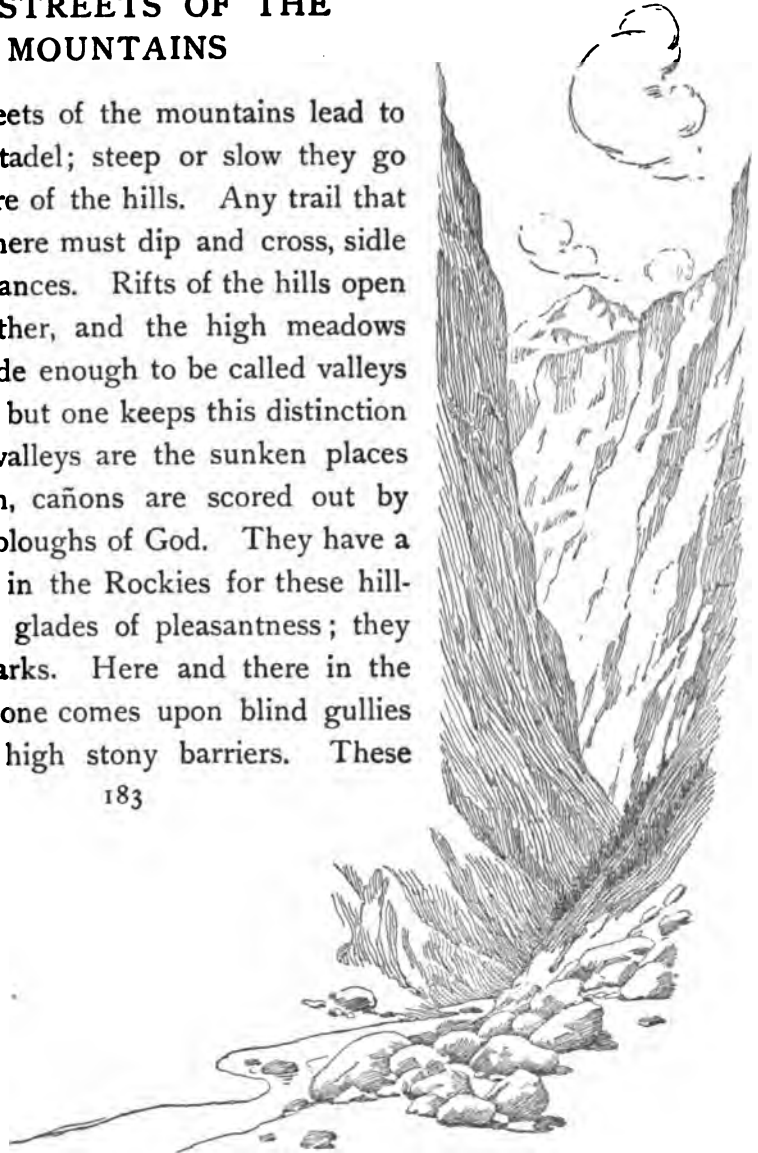 STREETS OF THE
MOUNTAINS
eets of the mountains lead to
tadel; steep or slow they go
re of the hills. Any trail that
here must dip and cross, sidle
ances. Rifts of the hills open
ther, and the high meadows
de enough to be called valleys
but one keeps this distinction
valleys are the sunken places
n, cañons are scored out by
ploughs of God. They have a
in the Rockies for these hill-
glades of pleasantness; they
arks. Here and there in the
one comes upon blind gullies
high stony barriers. These
183